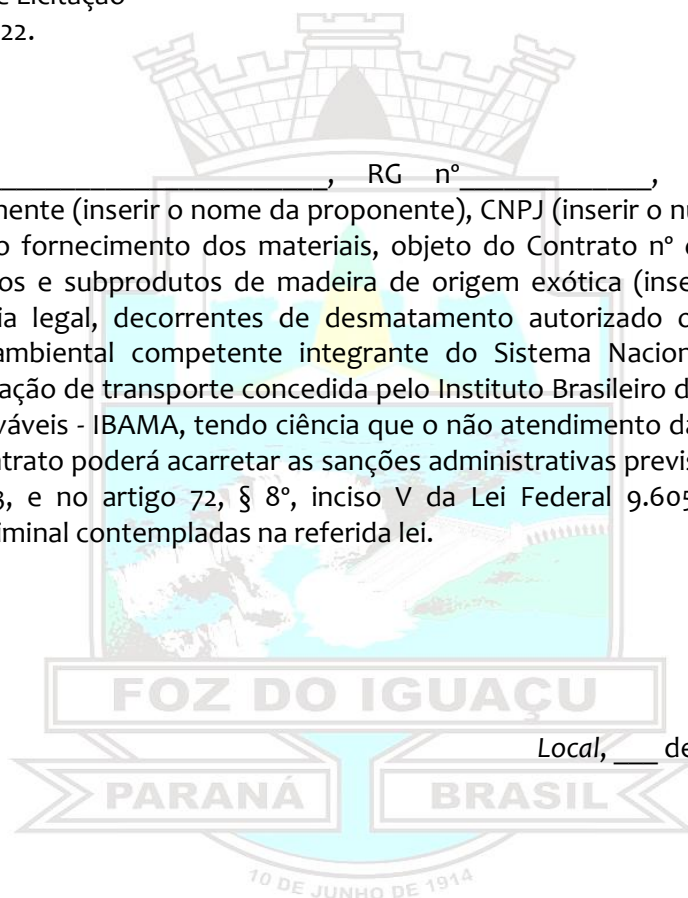 e Licitação
22.
____________________, RG nº____________,
nente (inserir o nome da proponente), CNPJ (inserir o nu
o fornecimento dos materiais, objeto do Contrato nº
os e subprodutos de madeira de origem exótica (inse
ia legal, decorrentes de desmatamento autorizado o
ambiental competente integrante do Sistema Nacion
ação de transporte concedida pelo Instituto Brasileiro d
váveis - IBAMA, tendo ciência que o não atendimento da
ntrato poderá acarretar as sanções administrativas previs
3, e no artigo 72, § 8º, inciso V da Lei Federal 9.605
iminal contempladas na referida lei.
FOZ DO IGUAÇU
Local, ___ de
PARANÁ BRASIL
10 DE JUNHO DE 1914